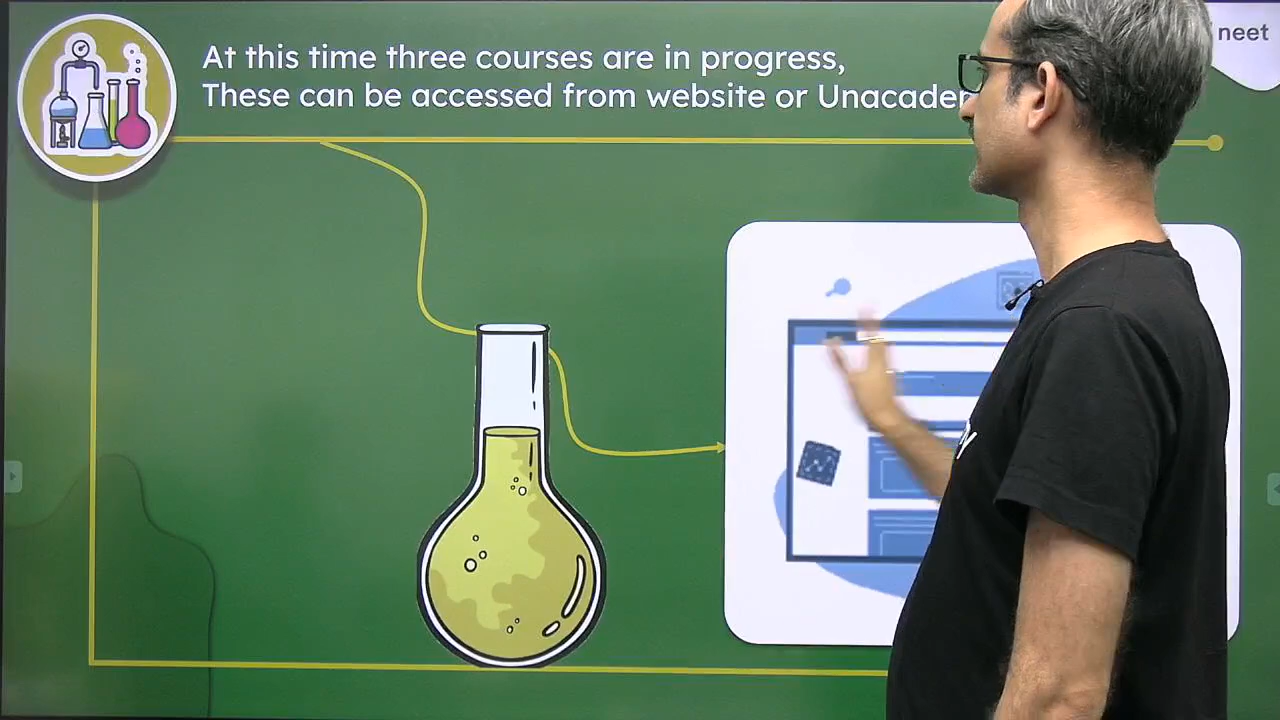 At this time three courses are in progress,
These can be accessed from website or
neet